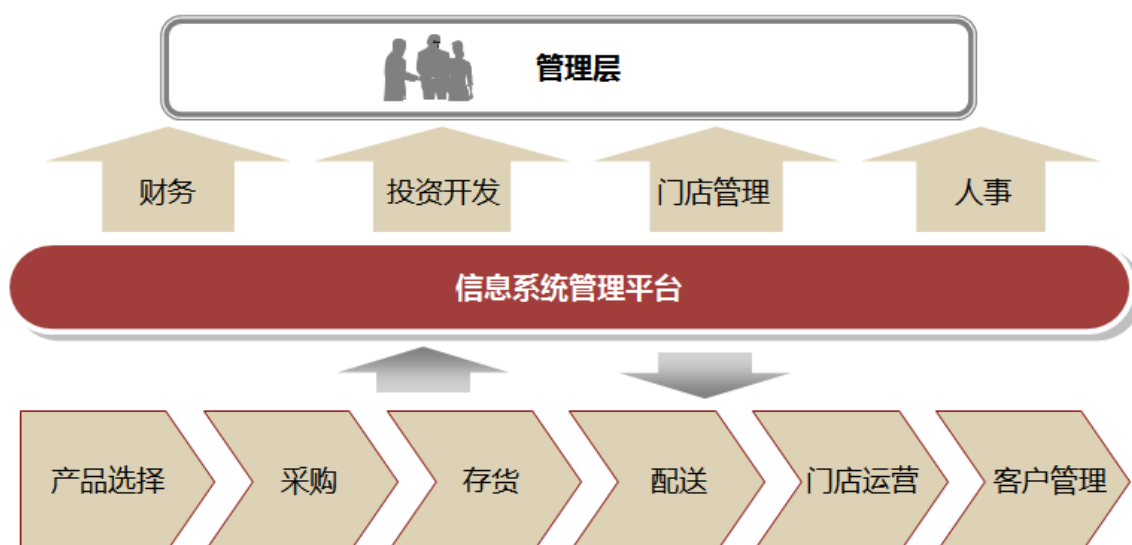 管理层
财务
投资开发
门店管理
人事
信息系统管理平台
产品选择
采购
存货
配送
门店运营
客户管理